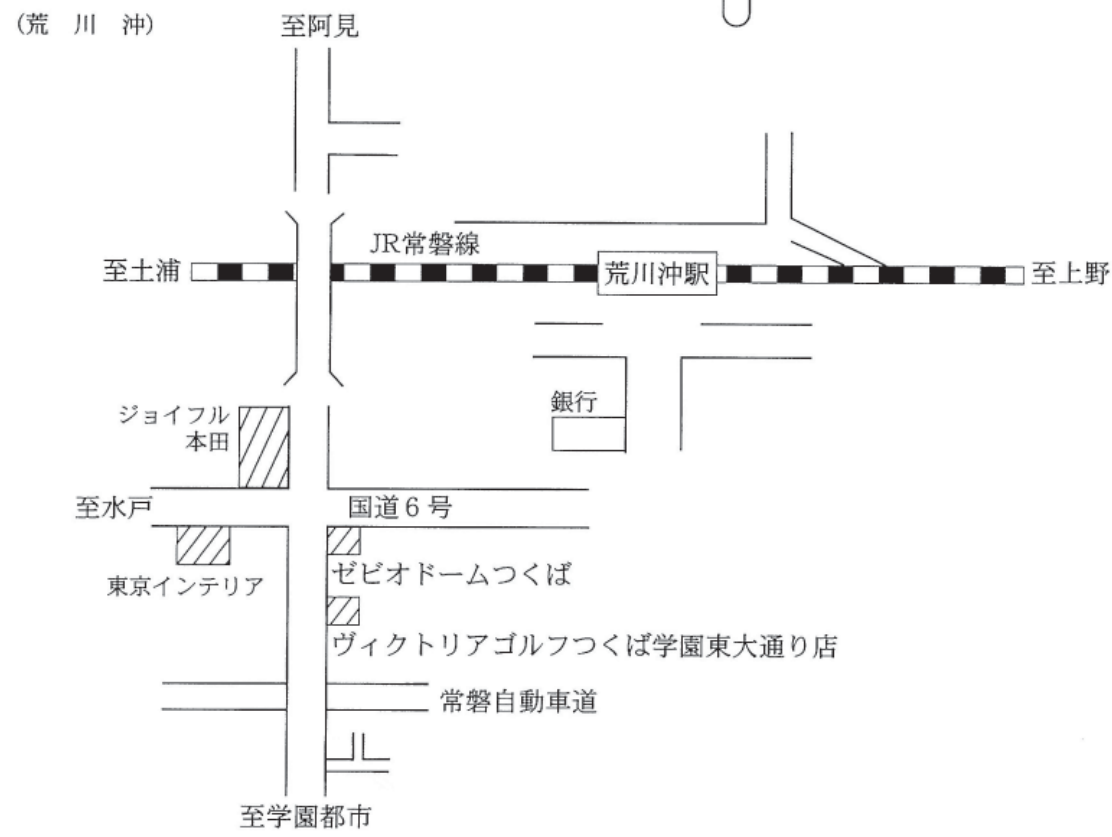 （荒　川　沖）
至阿見
JR常磐線
至土浦
荒川沖駅
至上野
銀行
ジョイフル
本田
至水戸
国道６号
ゼビオドームつくば
東京インテリア
ヴィクトリアゴルフつくば学園東大通り店
常磐自動車道
至学園都市